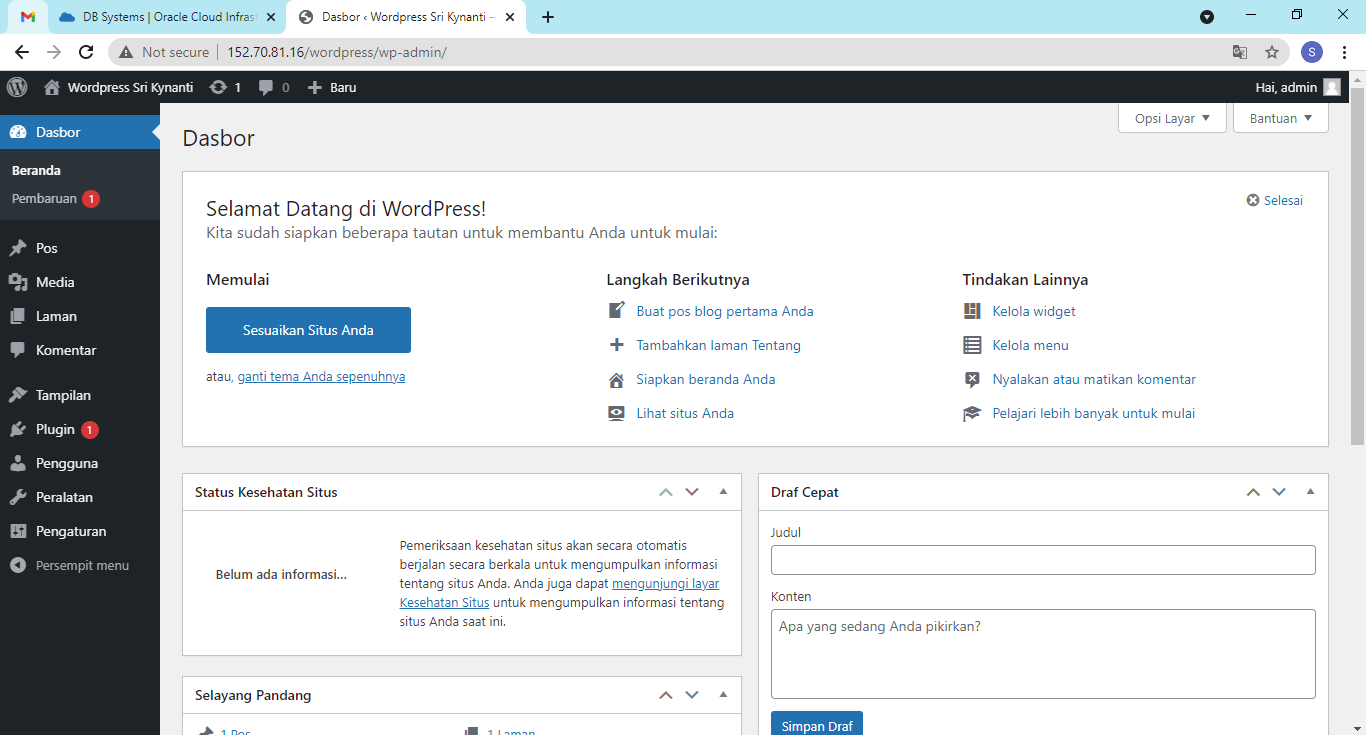 DB Systems | Oracle Cloud Infrast
Dasbor ‹ Wordpress Sri Kynanti —
Not secure
152.70.81.16/wordpress/wp-admin/
S
Wordpress Sri Kynanti
1
0
Baru
Hai, admin
Dasbor
Beranda
Pembaruan 1
Pos
Media
Laman
Komentar
Tampilan
Plugin 1
Pengguna
Peralatan
Pengaturan
Persempit menu
Opsi Layar
Bantuan
Dasbor
Selamat Datang di WordPress!
Kita sudah siapkan beberapa tautan untuk membantu Anda untuk mulai:
Selesai
Memulai
Sesuaikan Situs Anda
atau, ganti tema Anda sepenuhnya
Langkah Berikutnya
Buat pos blog pertama Anda
Tambahkan laman Tentang
Siapkan beranda Anda
Lihat situs Anda
Tindakan Lainnya
Kelola widget
Kelola menu
Nyalakan atau matikan komentar
Pelajari lebih banyak untuk mulai
Status Kesehatan Situs
Belum ada informasi...
Pemeriksaan kesehatan situs akan secara otomatis
berjalan secara berkala untuk mengumpulkan informasi
tentang situs Anda. Anda juga dapat mengunjungi layar
Kesehatan Situs untuk mengumpulkan informasi tentang
situs Anda saat ini.
Selayang Pandang
1 Pos
1 Laman
Draf Cepat
Judul
Konten
Apa yang sedang Anda pikirkan?
Simpan Draf